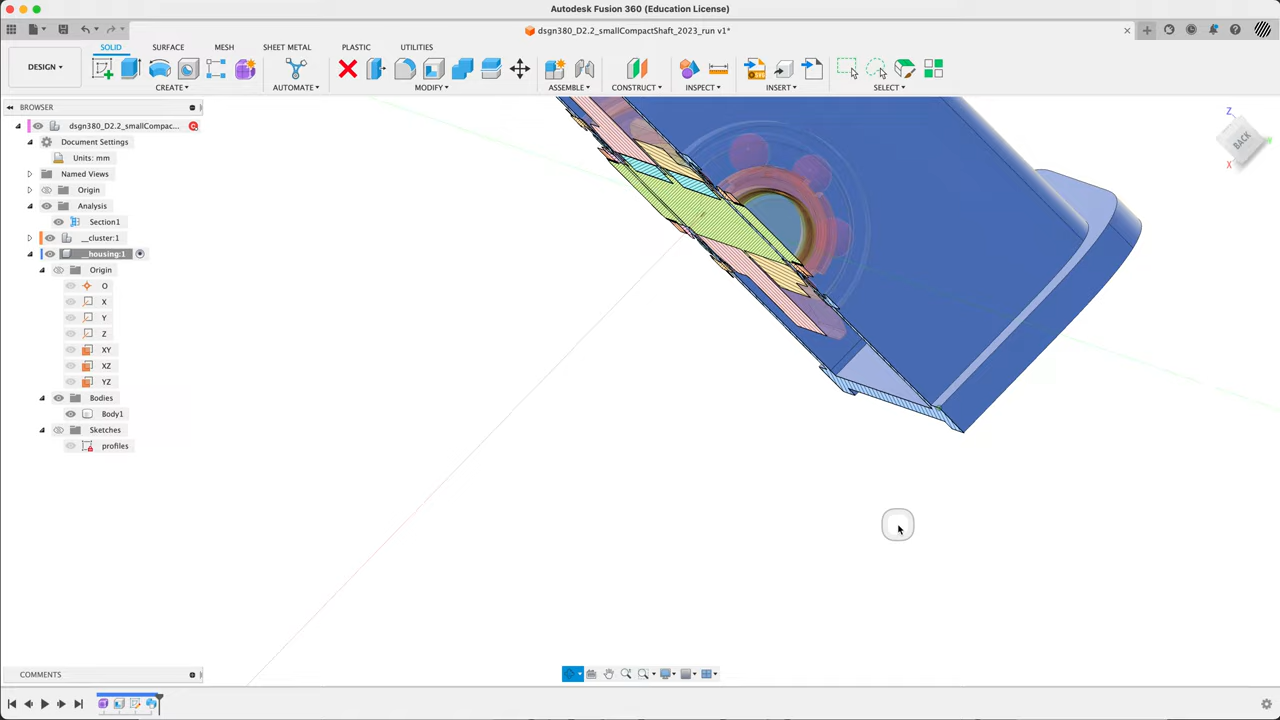 Autodesk Fusion 360 (Education License)
dsgn380_D2.2_smallCompactShaft_2023_run v1*
SOLID SURFACE MESH SHEET METAL PLASTIC UTILITIES
DESIGN
CREATE AUTOMATE MODIFY ASSEMBLE CONSTRUCT INSPECT INSERT SELECT
BROWSER
dsgn380_D2.2_smallCompac...
Document Settings
Units: mm
Named Views
Origin
Analysis
Section1
__cluster:1
__housing:1
Origin
O
X
Y
Z
XY
XZ
YZ
Bodies
Body1
Sketches
profiles
Z
BACK
X
Y
COMMENTS